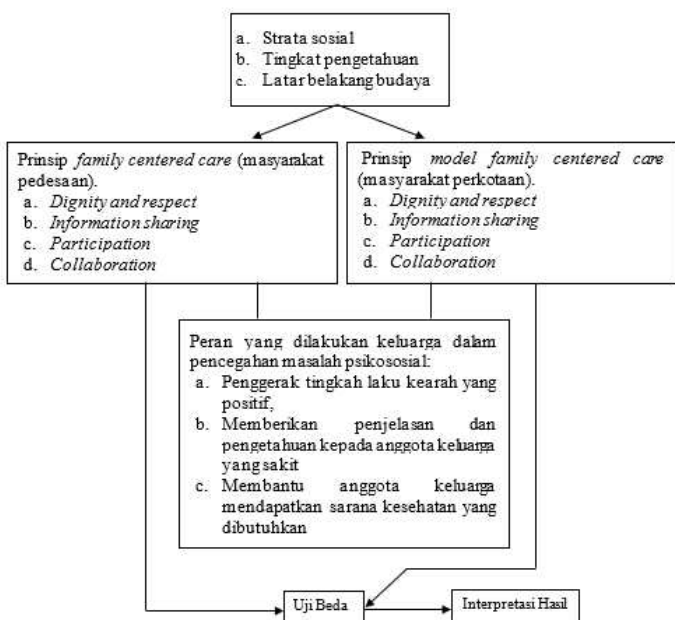 a. Strata sosial
b. Tingkat pengetahuan
c. Latar belakang budaya
Prinsip family centered care (masyarakat
pedesaan).
a. Dignity and respect
b. Information sharing
c. Participation
d. Collaboration
Prinsip model family centered care
(masyarakat perkotaan).
a. Dignity and respect
b. Information sharing
c. Participation
d. Collaboration
Peran yang dilakukan keluarga dalam
pencegahan masalah psikososial:
a. Penggerak tingkah laku kearah yang
positif,
b. Memberikan penjelasan dan
pengetahuan kepada anggota keluarga
yang sakit
c. Membantu anggota keluarga
mendapatkan sarana kesehatan yang
dibutuhkan
Uji Beda
Interpretasi Hasil